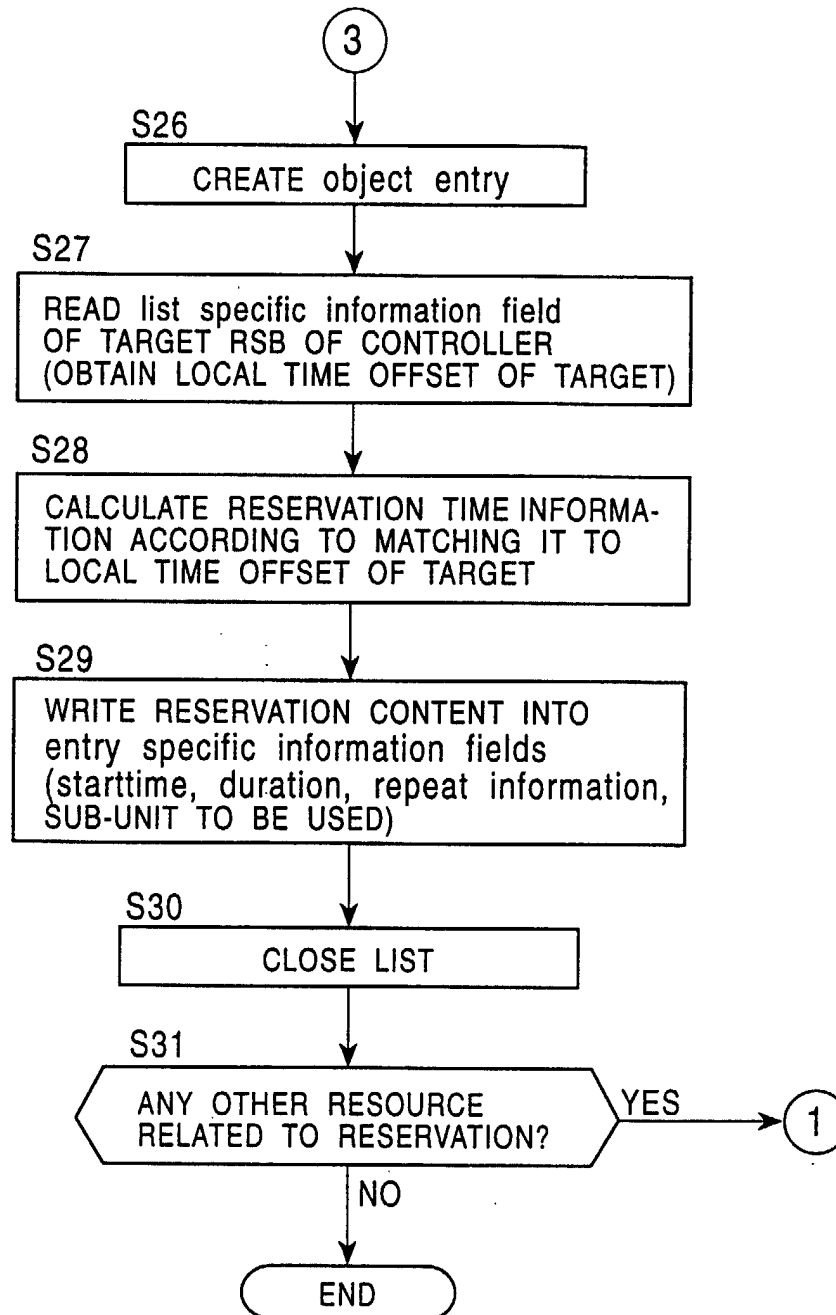 3
S26
CREATE object entry
S27
READ list specific information field
OF TARGET RSB OF CONTROLLER
(OBTAIN LOCAL TIME OFFSET OF TARGET)
S28
CALCULATE RESERVATION TIME INFORMA-
TION ACCORDING TO MATCHING IT TO
LOCAL TIME OFFSET OF TARGET
S29
WRITE RESERVATION CONTENT INTO
entry specific information fields
(starttime, duration, repeat information,
SUB-UNIT TO BE USED)
S30
CLOSE LIST
S31
ANY OTHER RESOURCE
RELATED TO RESERVATION?
YES
1
NO
END